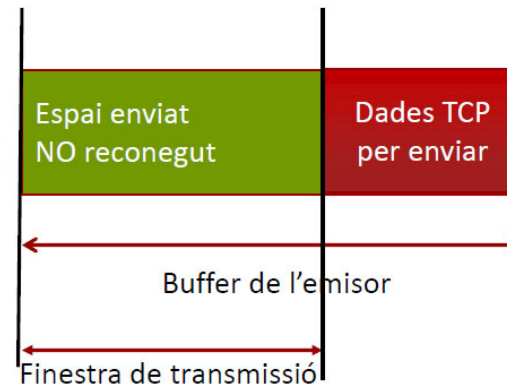 Espai enviat
NO reconegut
Dades TCP
per enviar
Buffer de l’emisor
Finestra de transmissió